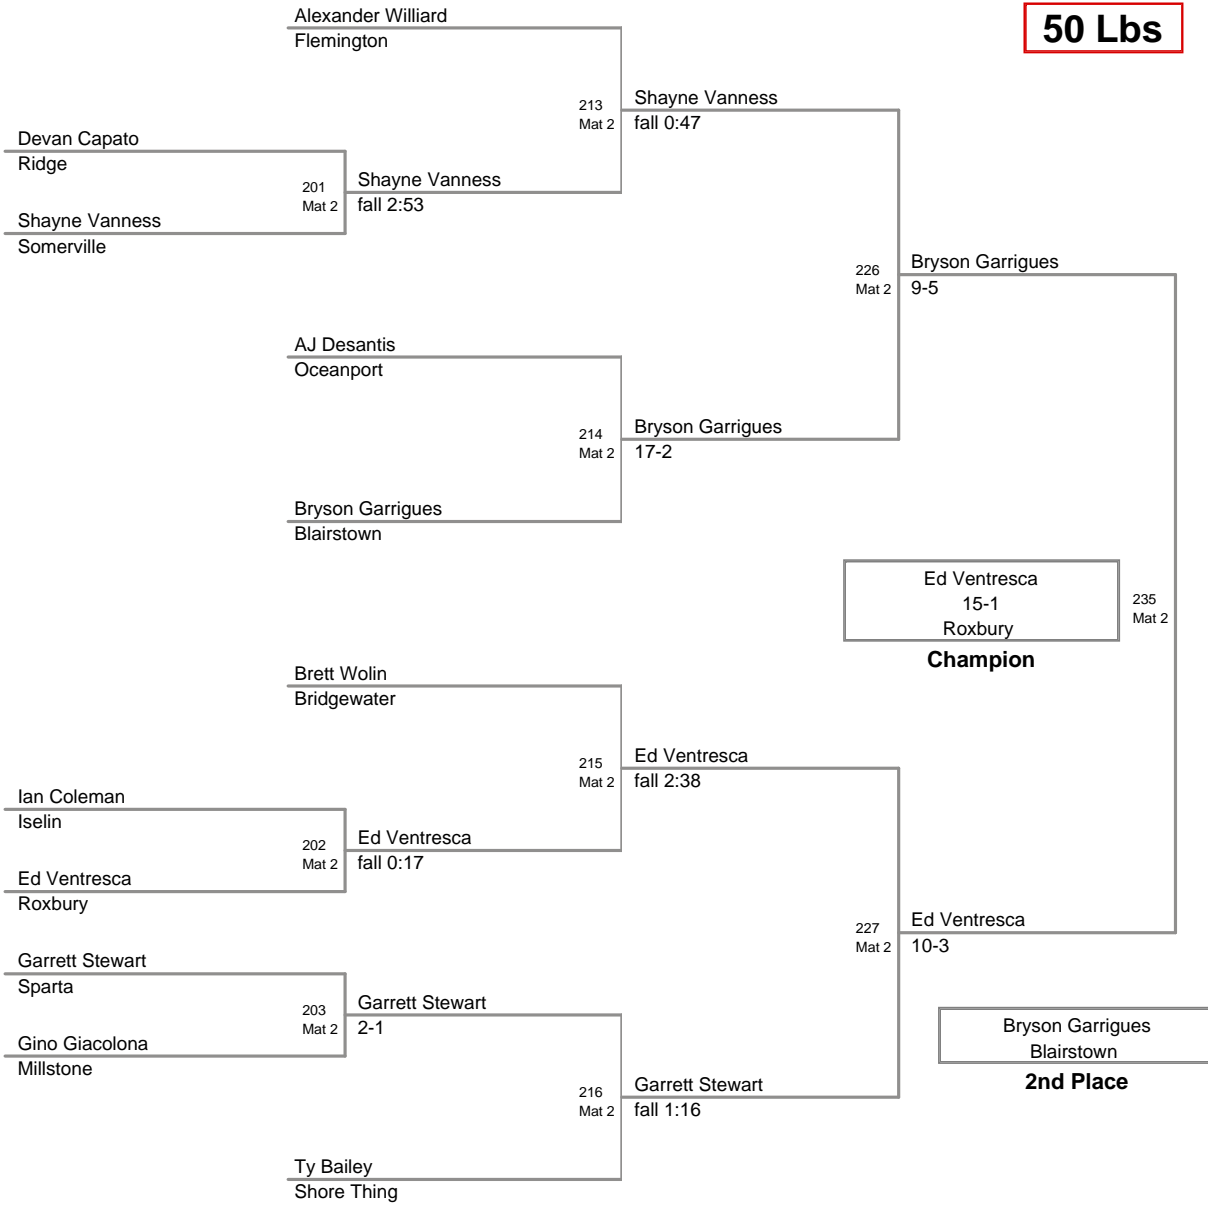 Alexander Williard
Flemington
50 Lbs
213
Mat 2
Shayne Vanness
fall 0:47
Devan Capato
Ridge
201
Mat 2
Shayne Vanness
fall 2:53
Shayne Vanness
Somerville
226
Mat 2
Bryson Garrigues
9-5
AJ Desantis
Oceanport
214
Mat 2
Bryson Garrigues
17-2
Bryson Garrigues
Blairstown
Ed Ventresca
15-1
Roxbury
Champion
235
Mat 2
Brett Wolin
Bridgewater
215
Mat 2
Ed Ventresca
fall 2:38
Ian Coleman
Iselin
202
Mat 2
Ed Ventresca
fall 0:17
Ed Ventresca
Roxbury
227
Mat 2
Ed Ventresca
10-3
Garrett Stewart
Sparta
203
Mat 2
Garrett Stewart
2-1
Gino Giacolona
Millstone
Bryson Garrigues
Blairstown
2nd Place
216
Mat 2
Garrett Stewart
fall 1:16
Ty Bailey
Shore Thing